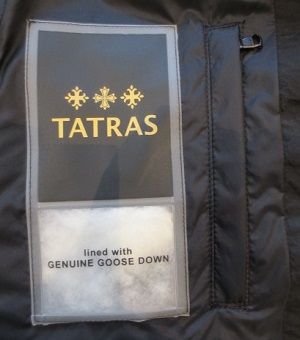 TATRAS
lined with
GENUINE GOOSE DOWN